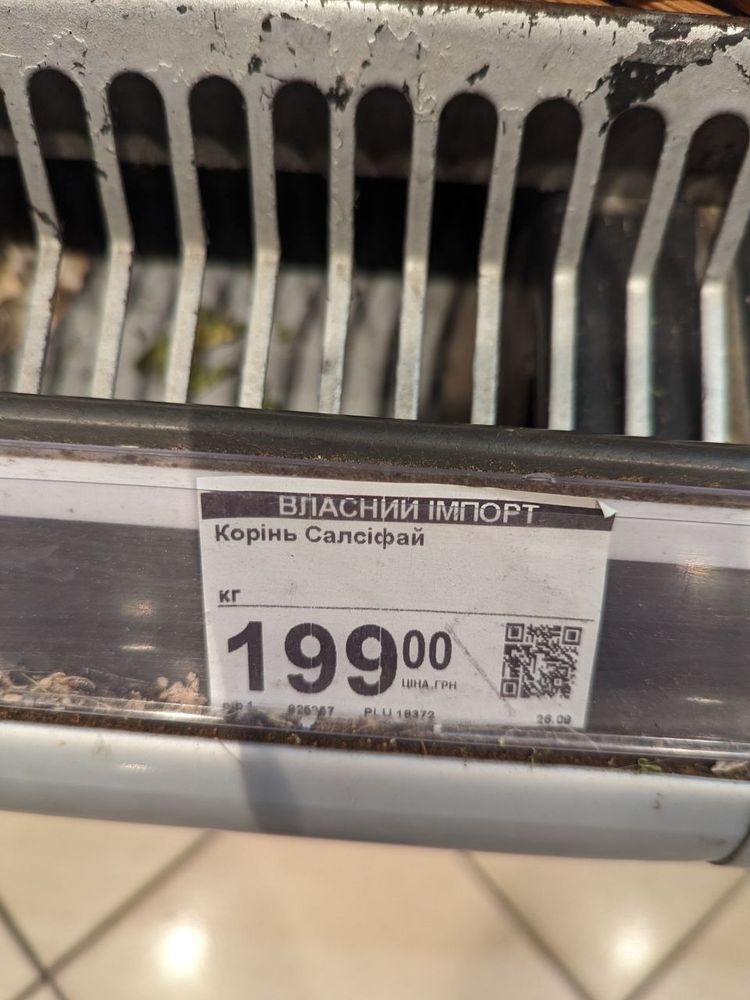 ВЛАСНИЙ ІМПОРТ
Корінь Салсіфай
кг
199 00
ЦІНА.ГРН
PLU 18372
26.09